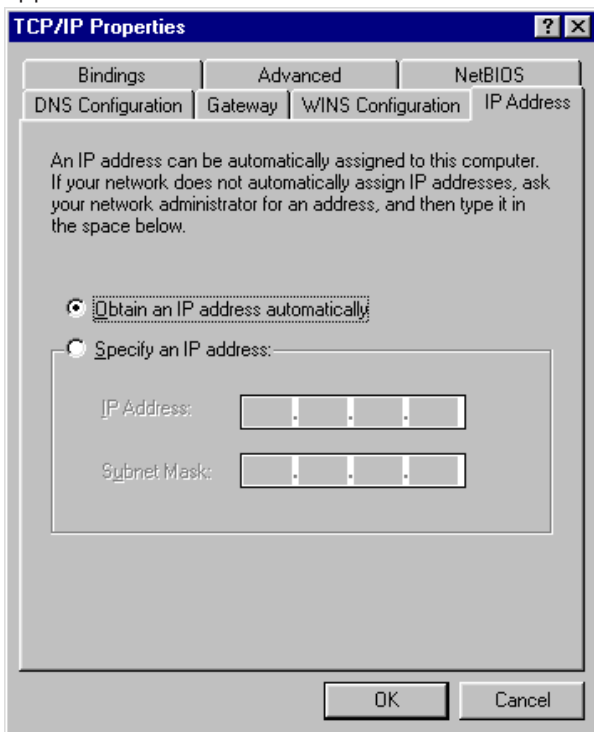 TCP/IP Properties
Bindings Advanced NetBIOS
DNS Configuration Gateway WINS Configuration IP Address
An IP address can be automatically assigned to this computer.
If your network does not automatically assign IP addresses, ask
your network administrator for an address, and then type it in
the space below.
Obtain an IP address automatically
Specify an IP address:
IP Address:
Subnet Mask:
OK Cancel